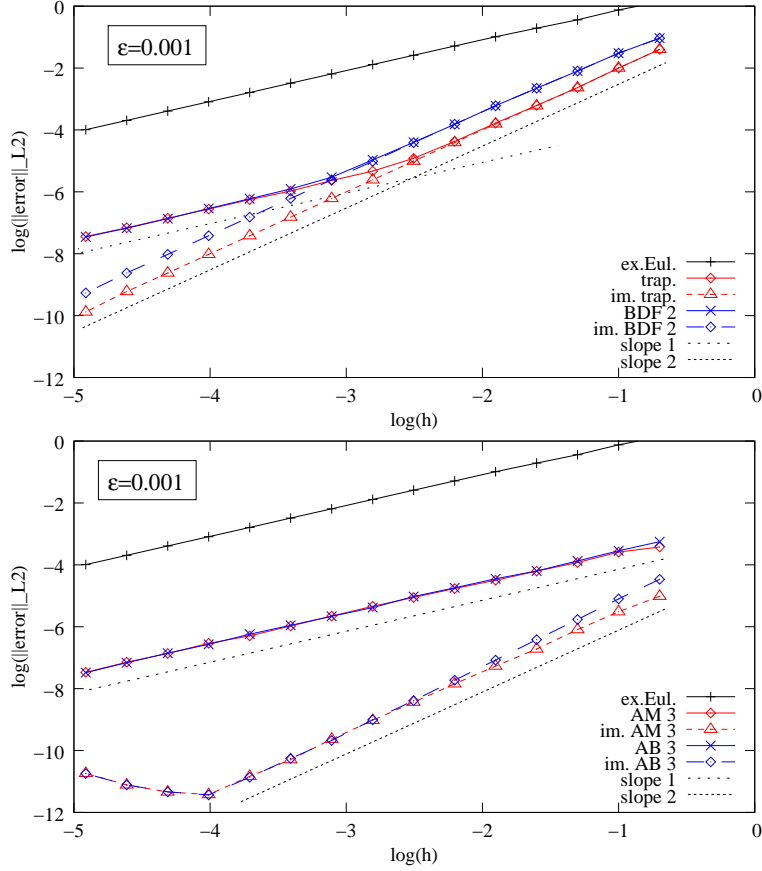 ε=0.001
log(||error||_L2)
0
−2
−4
−6
−8
−10
−12
ex.Eul.
trap.
im. trap.
BDF 2
im. BDF 2
slope 1
slope 2
−5 −4 −3 −2 −1 0
log(h)
ε=0.001
log(||error||_L2)
0
−2
−4
−6
−8
−10
−12
ex.Eul.
AM 3
im. AM 3
AB 3
im. AB 3
slope 1
slope 2
−5 −4 −3 −2 −1 0
log(h)